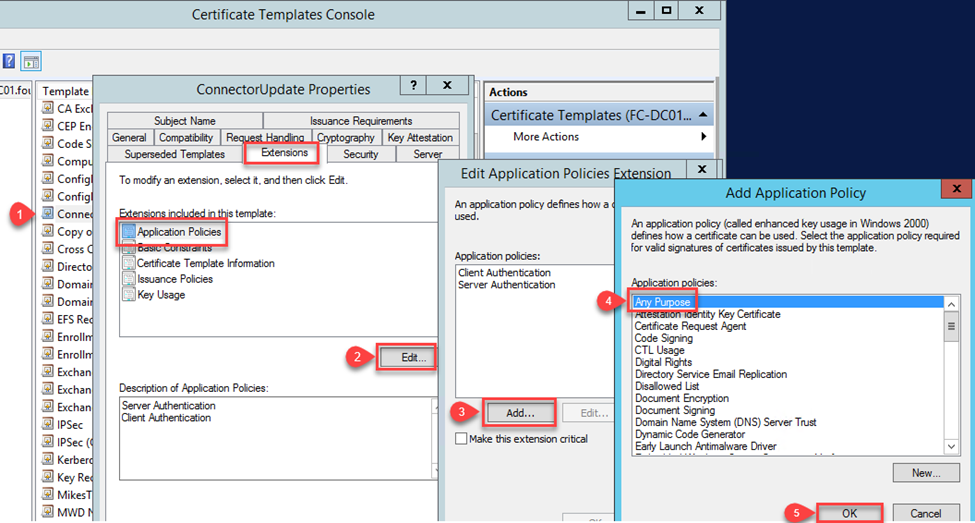 Certificate Templates Console
C01.fou
Template
CA Exc
CEP En
Code S
Compu
Config
Config
1
Connec
Copy o
Cross C
Director
Domain
Domain
EFS Rec
Enrollm
Enrollm
Exchan
Exchan
Exchan
IPSec
IPSec (C
Kerbero
Key Rec
MikesT
MWD N
ConnectorUpdate Properties
?
X
Subject Name
Issuance Requirements
General
Compatibility
Request Handling
Cryptography
Key Attestation
Superseded Templates
Extensions
Security
Server
To modify an extension, select it, and then click Edit.
Extensions included in this template:
Application Policies
Basic Constraints
Certificate Template Information
Issuance Policies
Key Usage
2
Edit...
Description of Application Policies:
Server Authentication
Client Authentication
Actions
Certificate Templates (FC-DC01...
More Actions
Edit Application Policies Extension
X
An application policy defines how a c
used.
Application policies:
Client Authentication
Server Authentication
3
Add...
Edit...
Make this extension critical
OK
Add Application Policy
X
An application policy (called enhanced key usage in Windows 2000)
defines how a certificate can be used. Select the application policy required
for valid signatures of certificates issued by this template.
Application policies:
4
Any Purpose
Attestation Identity Key Certificate
Certificate Request Agent
Code Signing
CTL Usage
Digital Rights
Directory Service Email Replication
Disallowed List
Document Encryption
Document Signing
Domain Name System (DNS) Server Trust
Dynamic Code Generator
Early Launch Antimalware Driver
New...
5
OK
Cancel